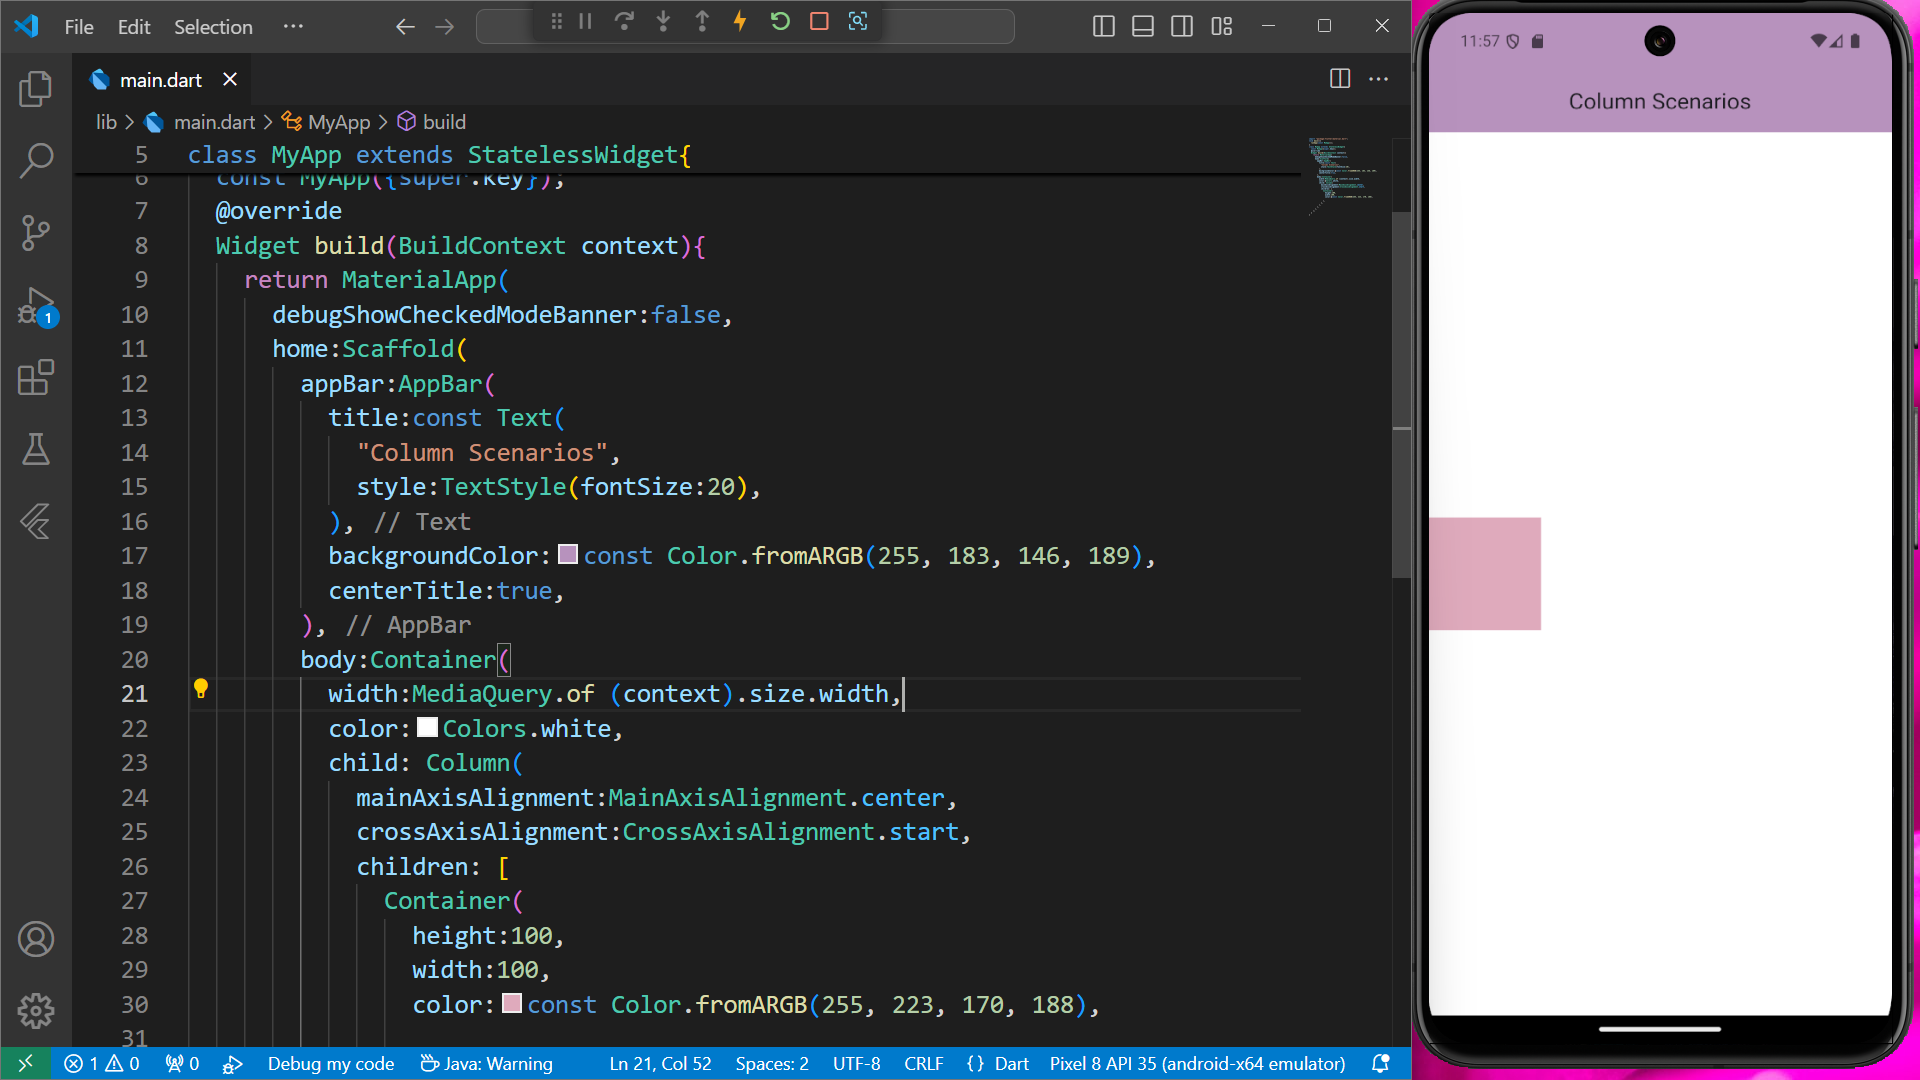 File Edit Selection ···
main.dart
lib > main.dart > MyApp > build
5 class MyApp extends StatelessWidget{
6 const MyApp({super.key});
7 @override
8 Widget build(BuildContext context){
9 return MaterialApp(
10 debugShowCheckedModeBanner:false,
11 home:Scaffold(
12 appBar:AppBar(
13 title:const Text(
14 "Column Scenarios",
15 style:TextStyle(fontSize:20),
16 ), // Text
17 backgroundColor:const Color.fromARGB(255, 183, 146, 189),
18 centerTitle:true,
19 ), // AppBar
20 body:Container(
21 width:MediaQuery.of (context).size.width,
22 color:Colors.white,
23 child: Column(
24 mainAxisAlignment:MainAxisAlignment.center,
25 crossAxisAlignment:CrossAxisAlignment.start,
26 children: [
27 Container(
28 height:100,
29 width:100,
30 color:const Color.fromARGB(255, 223, 170, 188),
31
1
1 0 0 Debug my code Java: Warning Ln 21, Col 52 Spaces: 2 UTF-8 CRLF {} Dart Pixel 8 API 35 (android-x64 emulator)
11:57
Column Scenarios